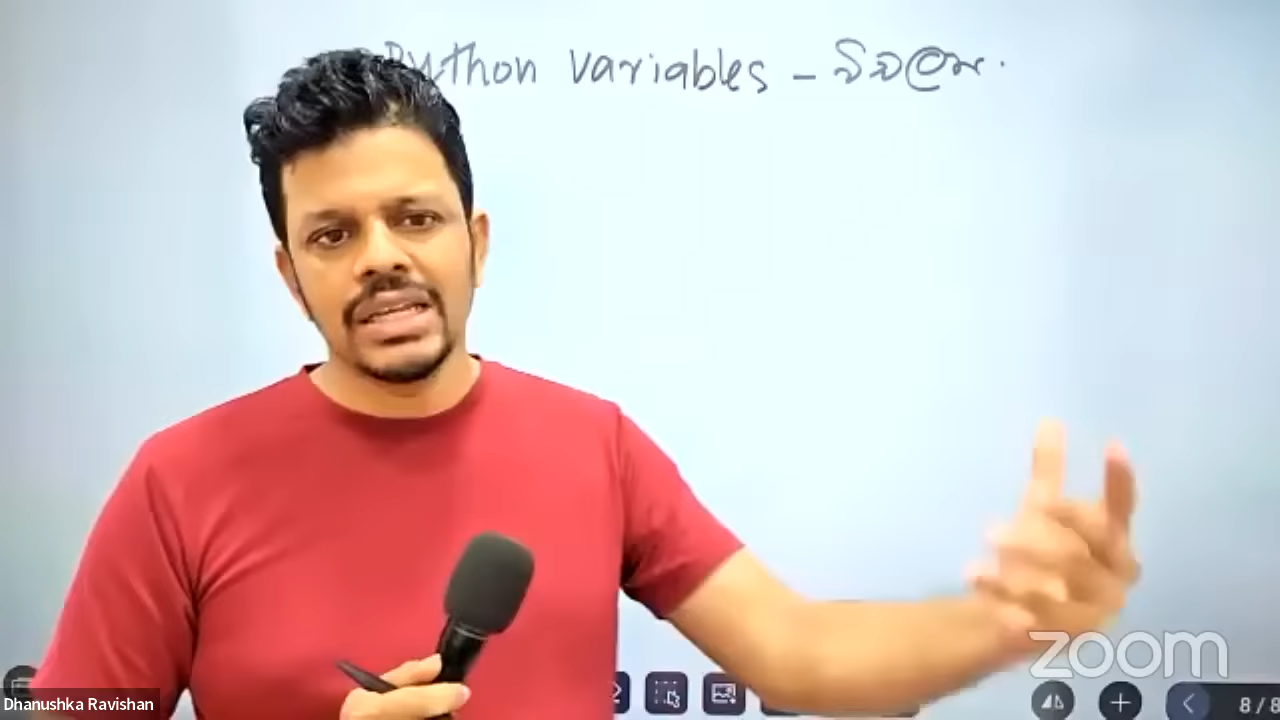 Python Variables - විචල්‍ය.
zoom
Dhanushka Ravishan
8/8